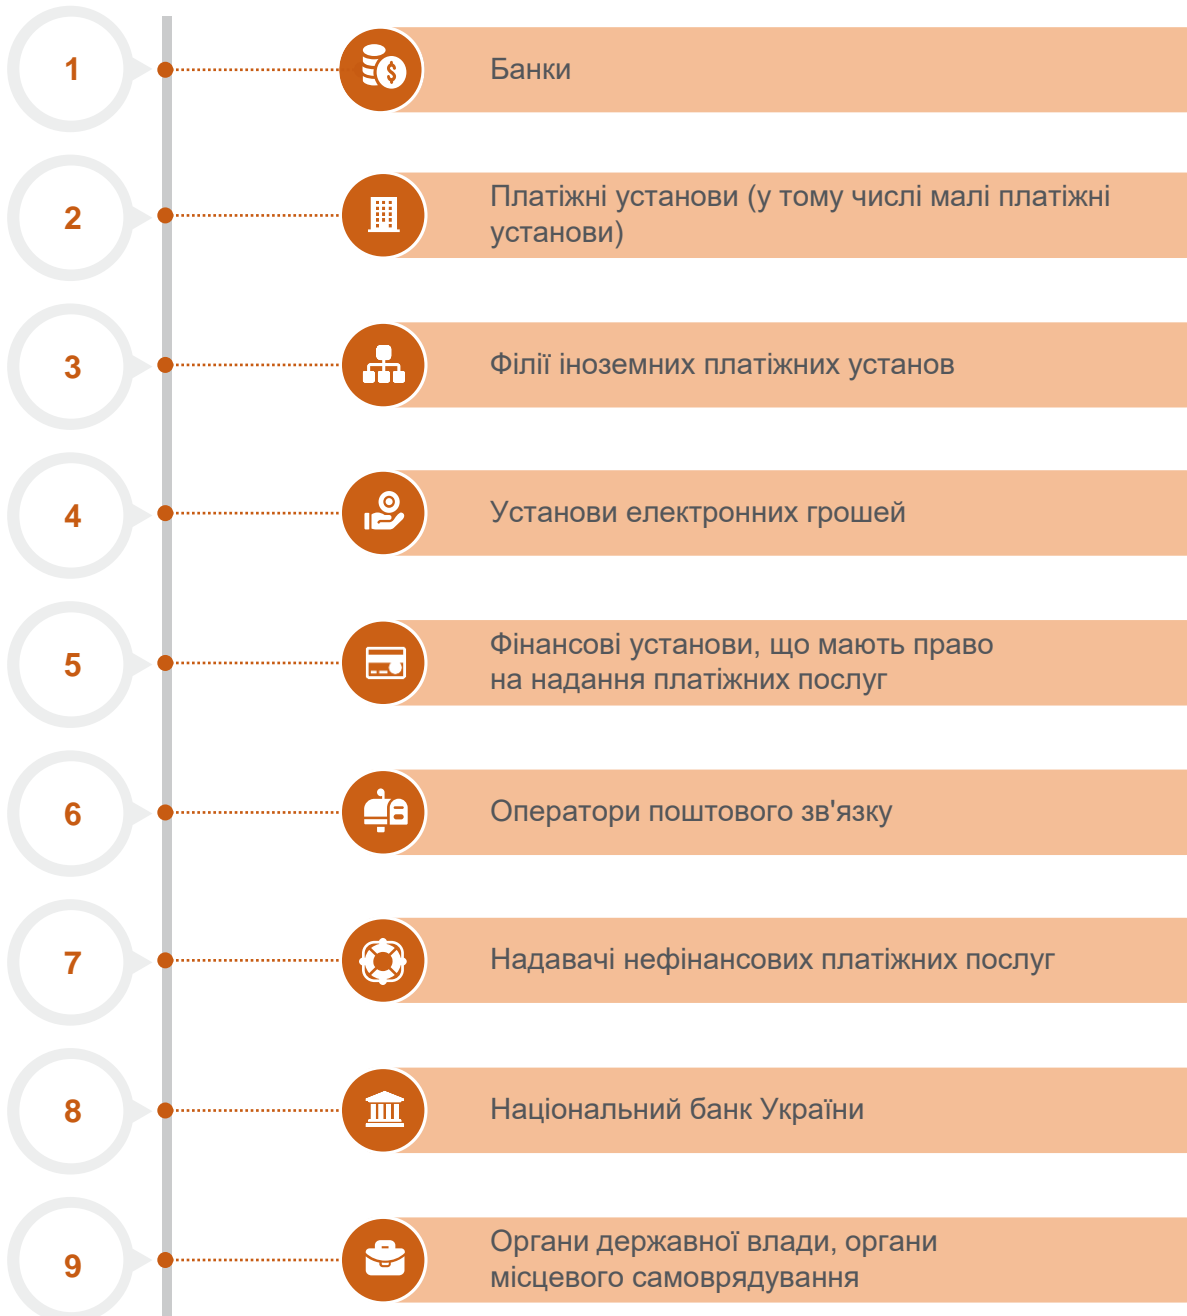 1
Банки
2
Платіжні установи (у тому числі малі платіжні
установи)
3
Філії іноземних платіжних установ
4
Установи електронних грошей
5
Фінансові установи, що мають право
на надання платіжних послуг
6
Оператори поштового зв'язку
7
Надавачі нефінансових платіжних послуг
8
Національний банк України
9
Органи державної влади, органи
місцевого самоврядування